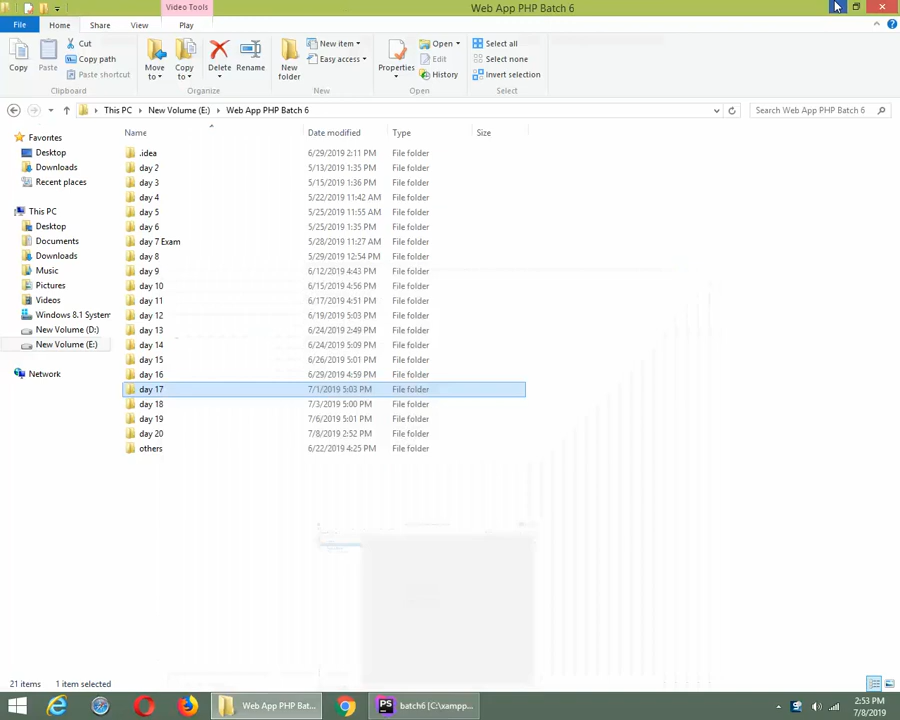 Video Tools
Web App PHP Batch 6
File
Home
Share
View
Play
Copy
Paste
Cut
Copy path
Paste shortcut
Clipboard
Move to
Copy to
Delete
Rename
Organize
New folder
New item
Easy access
New
Properties
Open
Edit
History
Open
Select all
Select none
Invert selection
Select
This PC
New Volume (E:)
Web App PHP Batch 6
Search Web App PHP Batch 6
Name
Date modified
Type
Size
Favorites
Desktop
Downloads
Recent places
This PC
Desktop
Documents
Downloads
Music
Pictures
Videos
Windows 8.1 System
New Volume (D:)
New Volume (E:)
Network
.idea 6/29/2019 2:11 PM File folder
day 2 5/13/2019 1:35 PM File folder
day 3 5/15/2019 1:36 PM File folder
day 4 5/22/2019 11:42 AM File folder
day 5 5/25/2019 11:55 AM File folder
day 6 5/25/2019 1:35 PM File folder
day 7 Exam 5/28/2019 11:27 AM File folder
day 8 5/29/2019 12:54 PM File folder
day 9 6/12/2019 4:43 PM File folder
day 10 6/15/2019 4:56 PM File folder
day 11 6/17/2019 4:51 PM File folder
day 12 6/19/2019 5:03 PM File folder
day 13 6/24/2019 2:49 PM File folder
day 14 6/24/2019 5:09 PM File folder
day 15 6/26/2019 5:01 PM File folder
day 16 6/29/2019 4:59 PM File folder
day 17 7/1/2019 5:03 PM File folder
day 18 7/3/2019 5:00 PM File folder
day 19 7/6/2019 5:01 PM File folder
day 20 7/8/2019 2:52 PM File folder
others 6/22/2019 4:25 PM File folder
21 items
1 item selected
Web App PHP Bat...
PS
batch6 [C:\xampp...
2:53 PM
7/8/2019